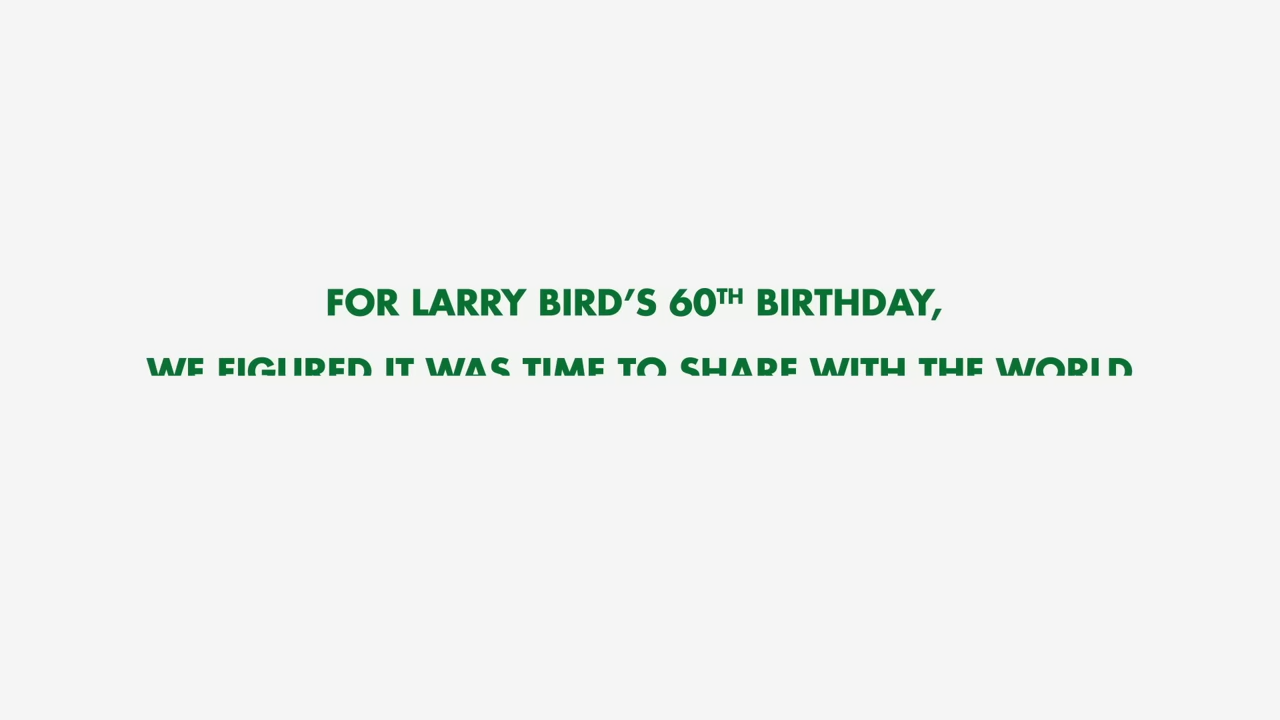 FOR LARRY BIRD’S 60TH BIRTHDAY,
WE FIGURED IT WAS TIME TO SHARE WITH THE WORLD